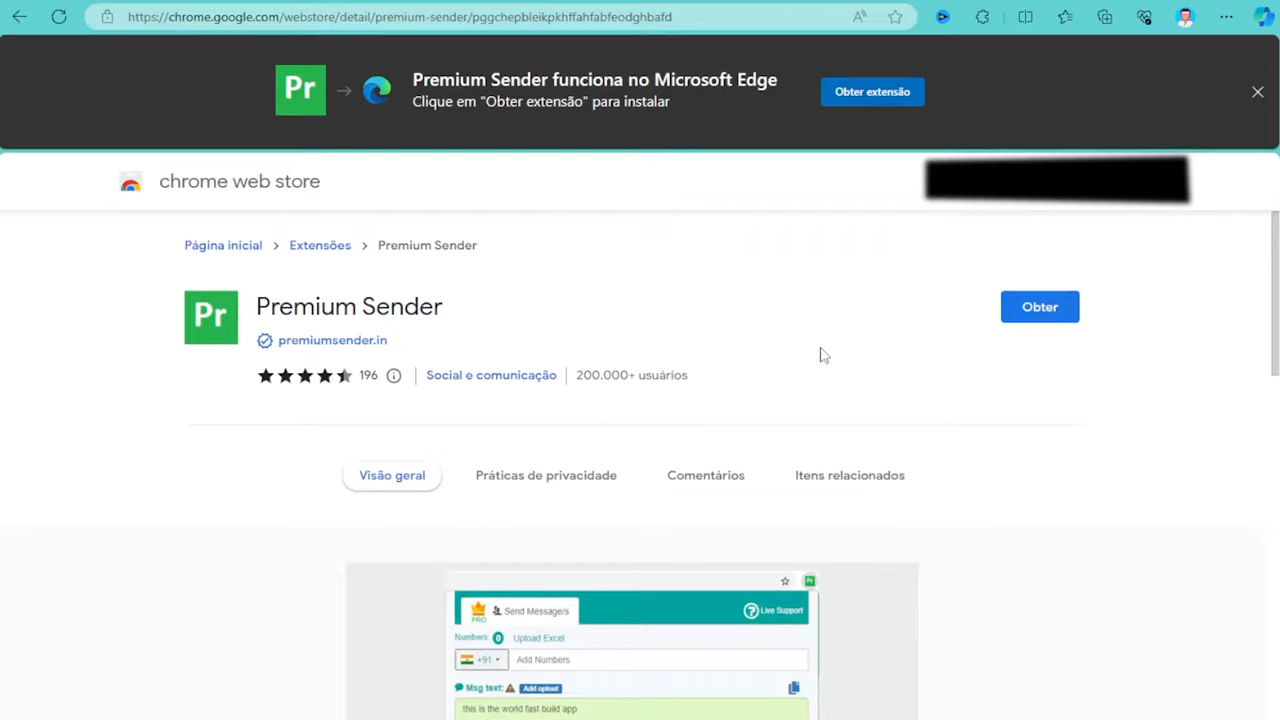 https://chrome.google.com/webstore/detail/premium-sender/pggchepbleikpkhffahfabfeodghbafd
Pr
Premium Sender funciona no Microsoft Edge
Clique em "Obter extensão" para instalar
Obter extensão
chrome web store
Página inicial > Extensões > Premium Sender
Pr
Premium Sender
Obter
premiumsender.in
196 Social e comunicação 200.000+ usuários
Visão geral Práticas de privacidade Comentários Itens relacionados
Pr
PRO Send Message/s Live Support
Numbers: 0 Upload Excel
+91 Add Numbers
Msg text: Add optout
this is the world fast build app